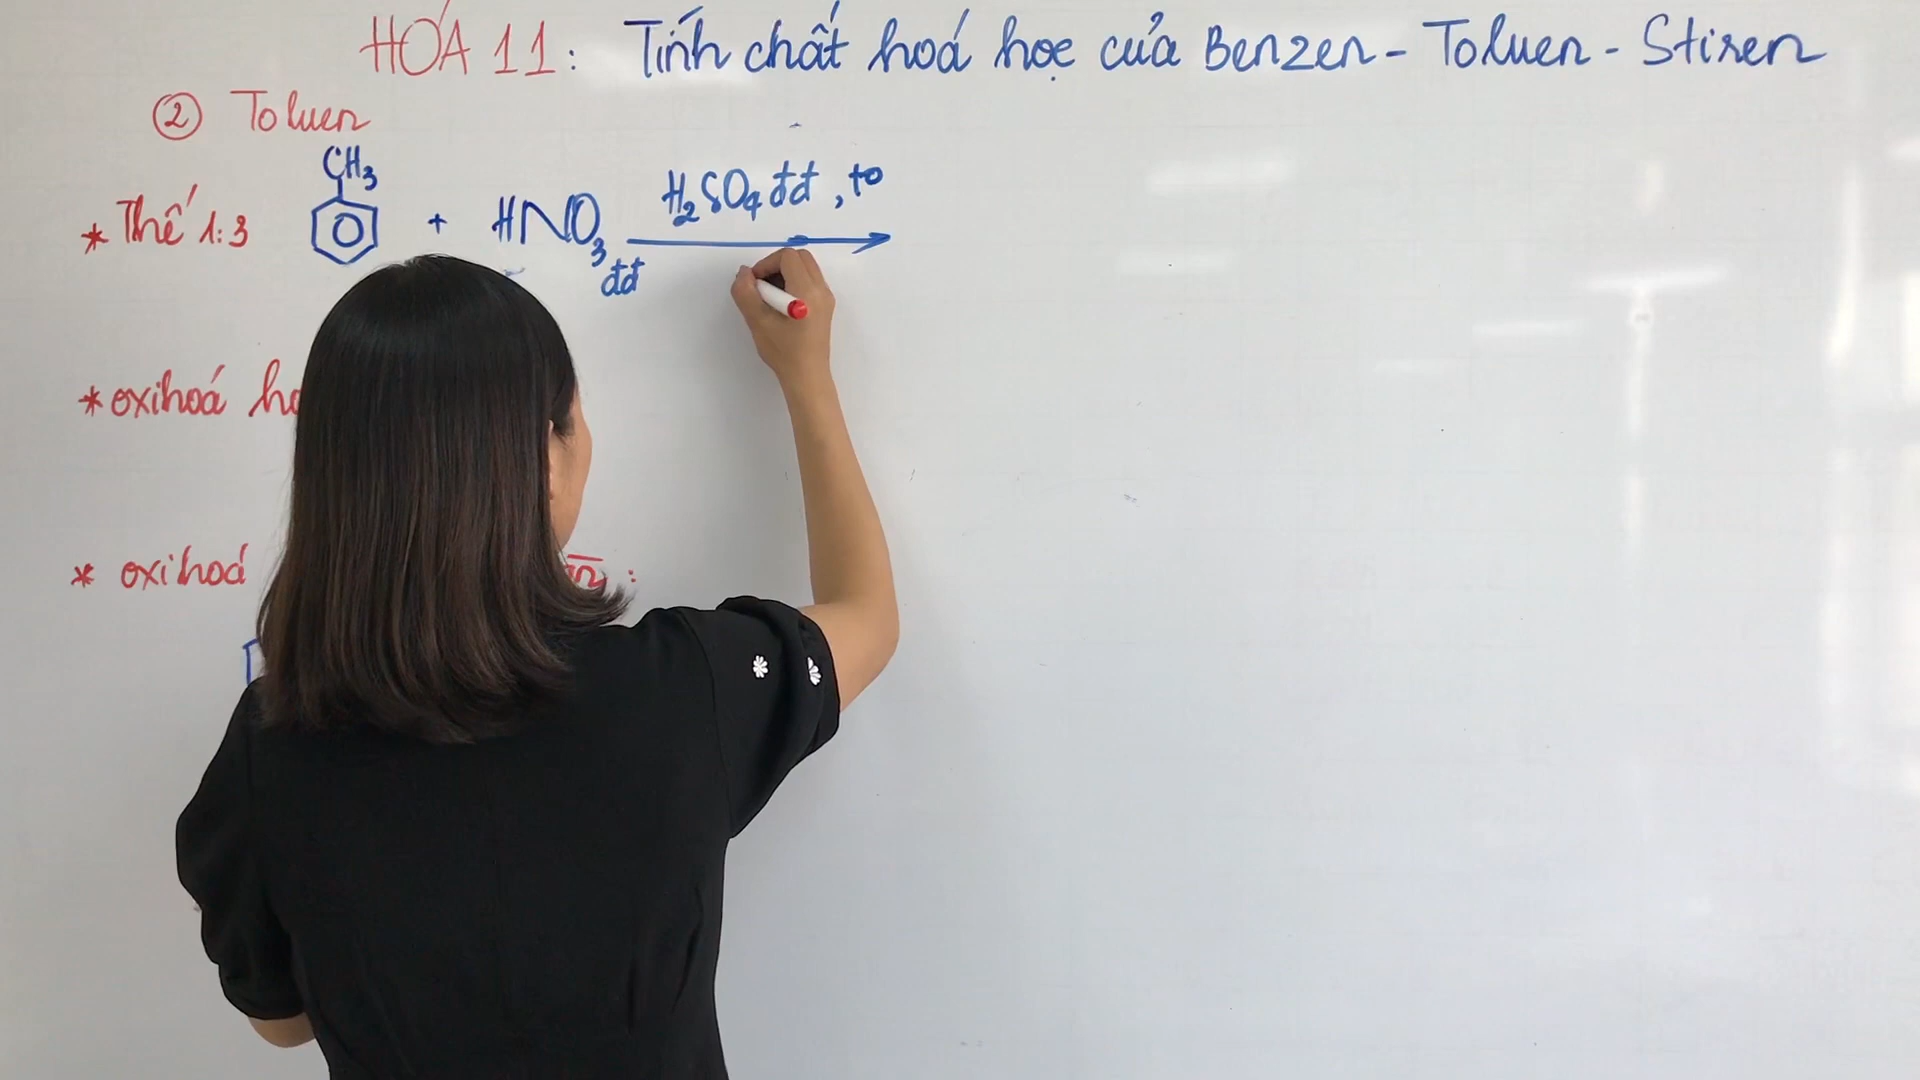 HÓA 11: Tính chất hoá học của Benzen - Toluen - Stiren
② Toluen
CH₃
* Thế 1:3 + HNO₃ đđ H₂SO₄ đđ, to
* oxihoá
* oxihoá :